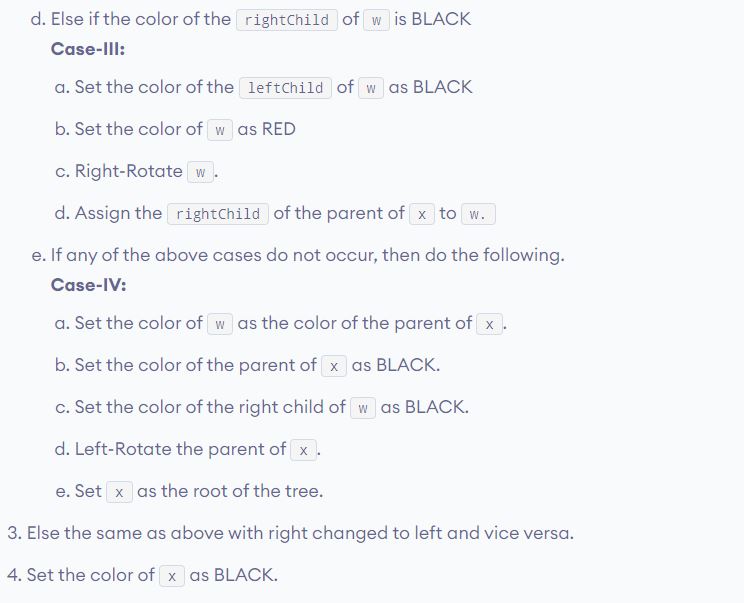 d. Else if the color of the rightChild of w is BLACK
Case-III:
a. Set the color of the leftChild of w as BLACK
b. Set the color of w as RED
c. Right-Rotate w.
d. Assign the rightChild of the parent of x to w.
e. If any of the above cases do not occur, then do the following.
Case-IV:
a. Set the color of w as the color of the parent of x.
b. Set the color of the parent of x as BLACK.
c. Set the color of the right child of w as BLACK.
d. Left-Rotate the parent of x.
e. Set x as the root of the tree.
3. Else the same as above with right changed to left and vice versa.
4. Set the color of x as BLACK.